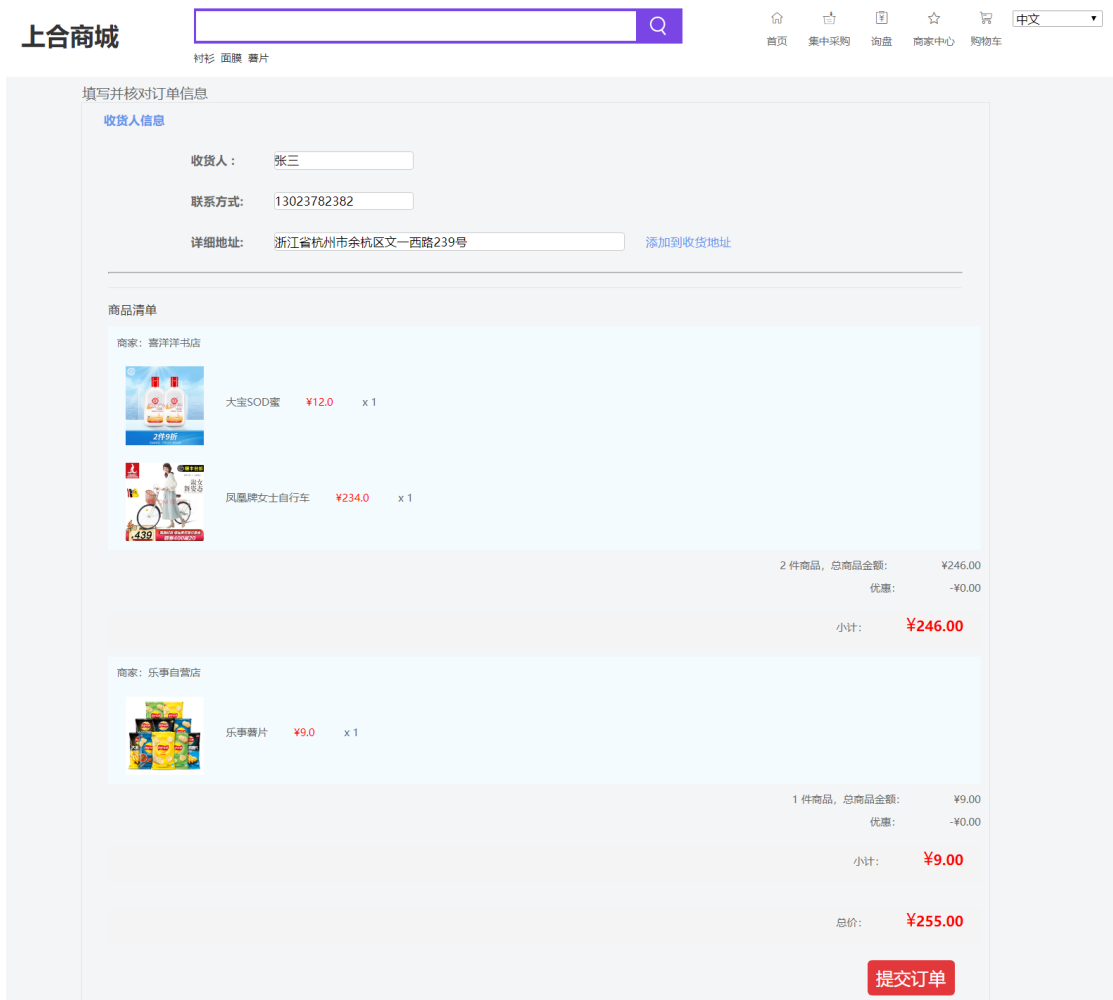 上合商城
衬衫 面膜 薯片
首页 集中采购 询盘 商家中心 购物车
中文
填写并核对订单信息
收货人信息
收货人： 张三
联系方式: 13023782382
详细地址: 浙江省杭州市余杭区文一西路239号 添加到收货地址
商品清单
商家：喜洋洋书店
2件9折
大宝SOD蜜 ¥12.0 x 1
淑女
新姿态
439
凤凰牌女士自行车 ¥234.0 x 1
2 件商品，总商品金额： ¥246.00
优惠： -¥0.00
小计： ¥246.00
商家：乐事自营店
乐事薯片 ¥9.0 x 1
1 件商品，总商品金额： ¥9.00
优惠： -¥0.00
小计： ¥9.00
总价： ¥255.00
提交订单